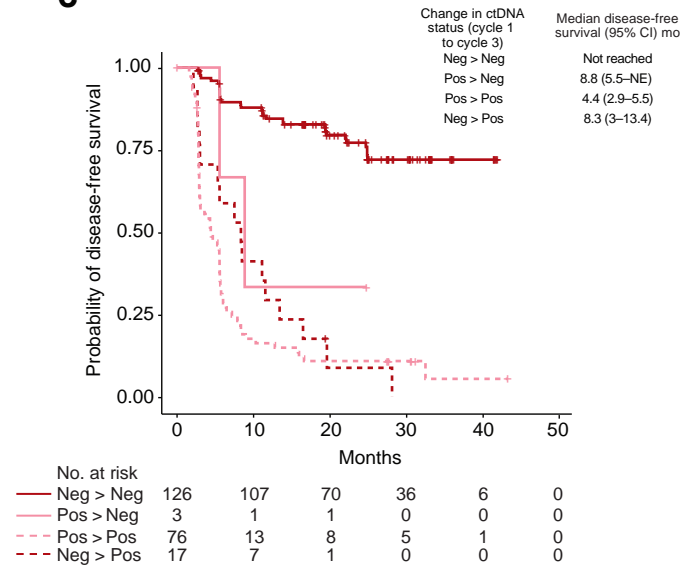 Change in ctDNA
status (cycle 1
to cycle 3)
Median disease-free
survival (95% CI) mo
Neg > Neg Not reached
Pos > Neg 8.8 (5.5–NE)
Pos > Pos 4.4 (2.9–5.5)
Neg > Pos 8.3 (3–13.4)
Probability of disease-free survival
1.00
0.75
0.50
0.25
0.00
0 10 20 30 40 50
Months
No. at risk
Neg > Neg 126 107 70 36 6 0
Pos > Neg 3 1 1 0 0 0
Pos > Pos 76 13 8 5 1 0
Neg > Pos 17 7 1 0 0 0